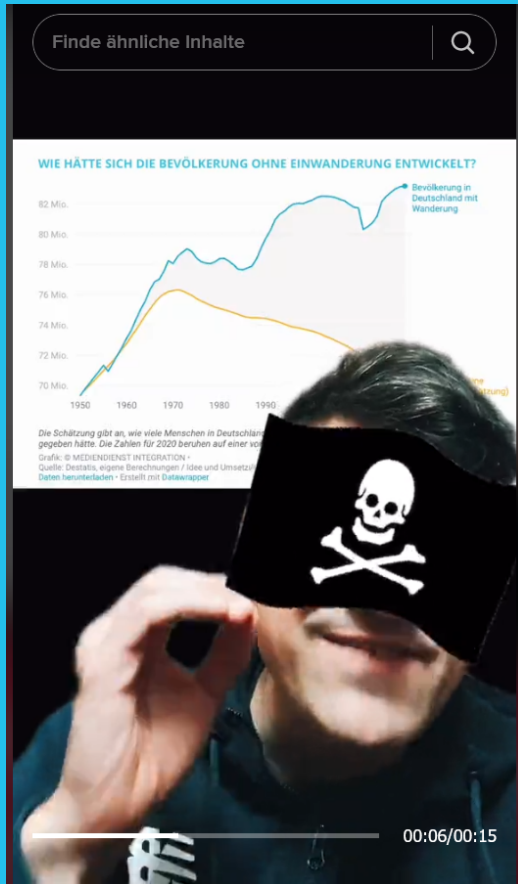 Finde ähnliche Inhalte
WIE HÄTTE SICH DIE BEVÖLKERUNG OHNE EINWANDERUNG ENTWICKELT?
82 Mio.
80 Mio.
78 Mio.
76 Mio.
74 Mio.
72 Mio.
70 Mio.
1950 1960 1970 1980 1990
Bevölkerung in
Deutschland mit
Wanderung
Die Schätzung gibt an, wie viele Menschen in Deutschland
gegeben hätte. Die Zahlen für 2020 beruhen auf einer
Grafik: © MEDIENDIENST INTEGRATION •
Quelle: Destatis, eigene Berechnungen / Idee und
Daten herunterladen • Erstellt mit Datawrapper
00:06/00:15